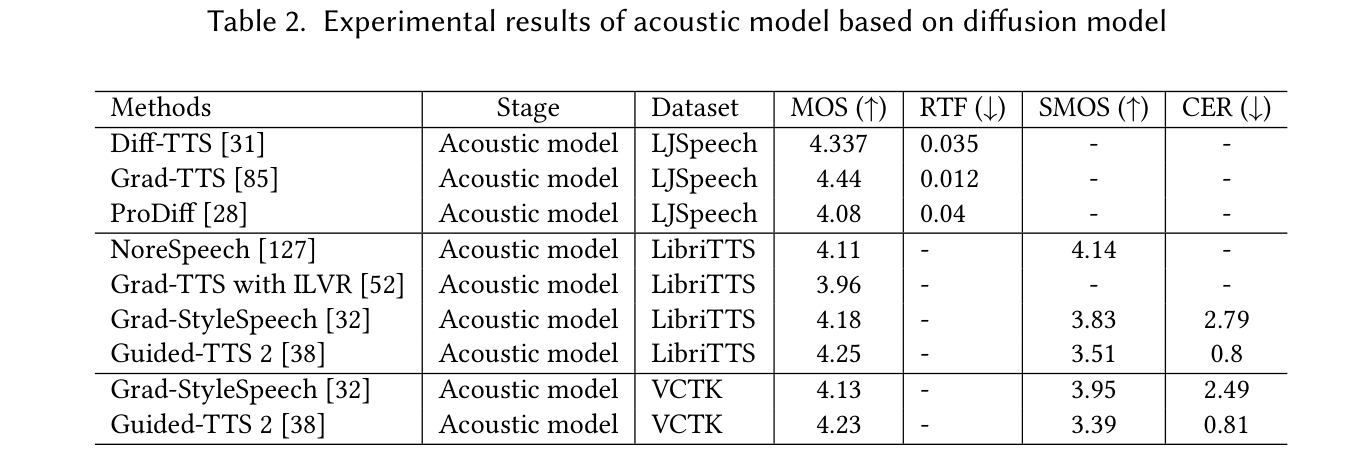 Table 2. Experimental results of acoustic model based on diffusion model
Methods Stage Dataset MOS (↑) RTF (↓) SMOS (↑) CER (↓)
Diff-TTS [31] Acoustic model LJSpeech 4.337 0.035 - -
Grad-TTS [85] Acoustic model LJSpeech 4.44 0.012 - -
ProDiff [28] Acoustic model LJSpeech 4.08 0.04 - -
NoreSpeech [127] Acoustic model LibriTTS 4.11 - 4.14 -
Grad-TTS with ILVR [52] Acoustic model LibriTTS 3.96 - - -
Grad-StyleSpeech [32] Acoustic model LibriTTS 4.18 - 3.83 2.79
Guided-TTS 2 [38] Acoustic model LibriTTS 4.25 - 3.51 0.8
Grad-StyleSpeech [32] Acoustic model VCTK 4.13 - 3.95 2.49
Guided-TTS 2 [38] Acoustic model VCTK 4.23 - 3.39 0.81